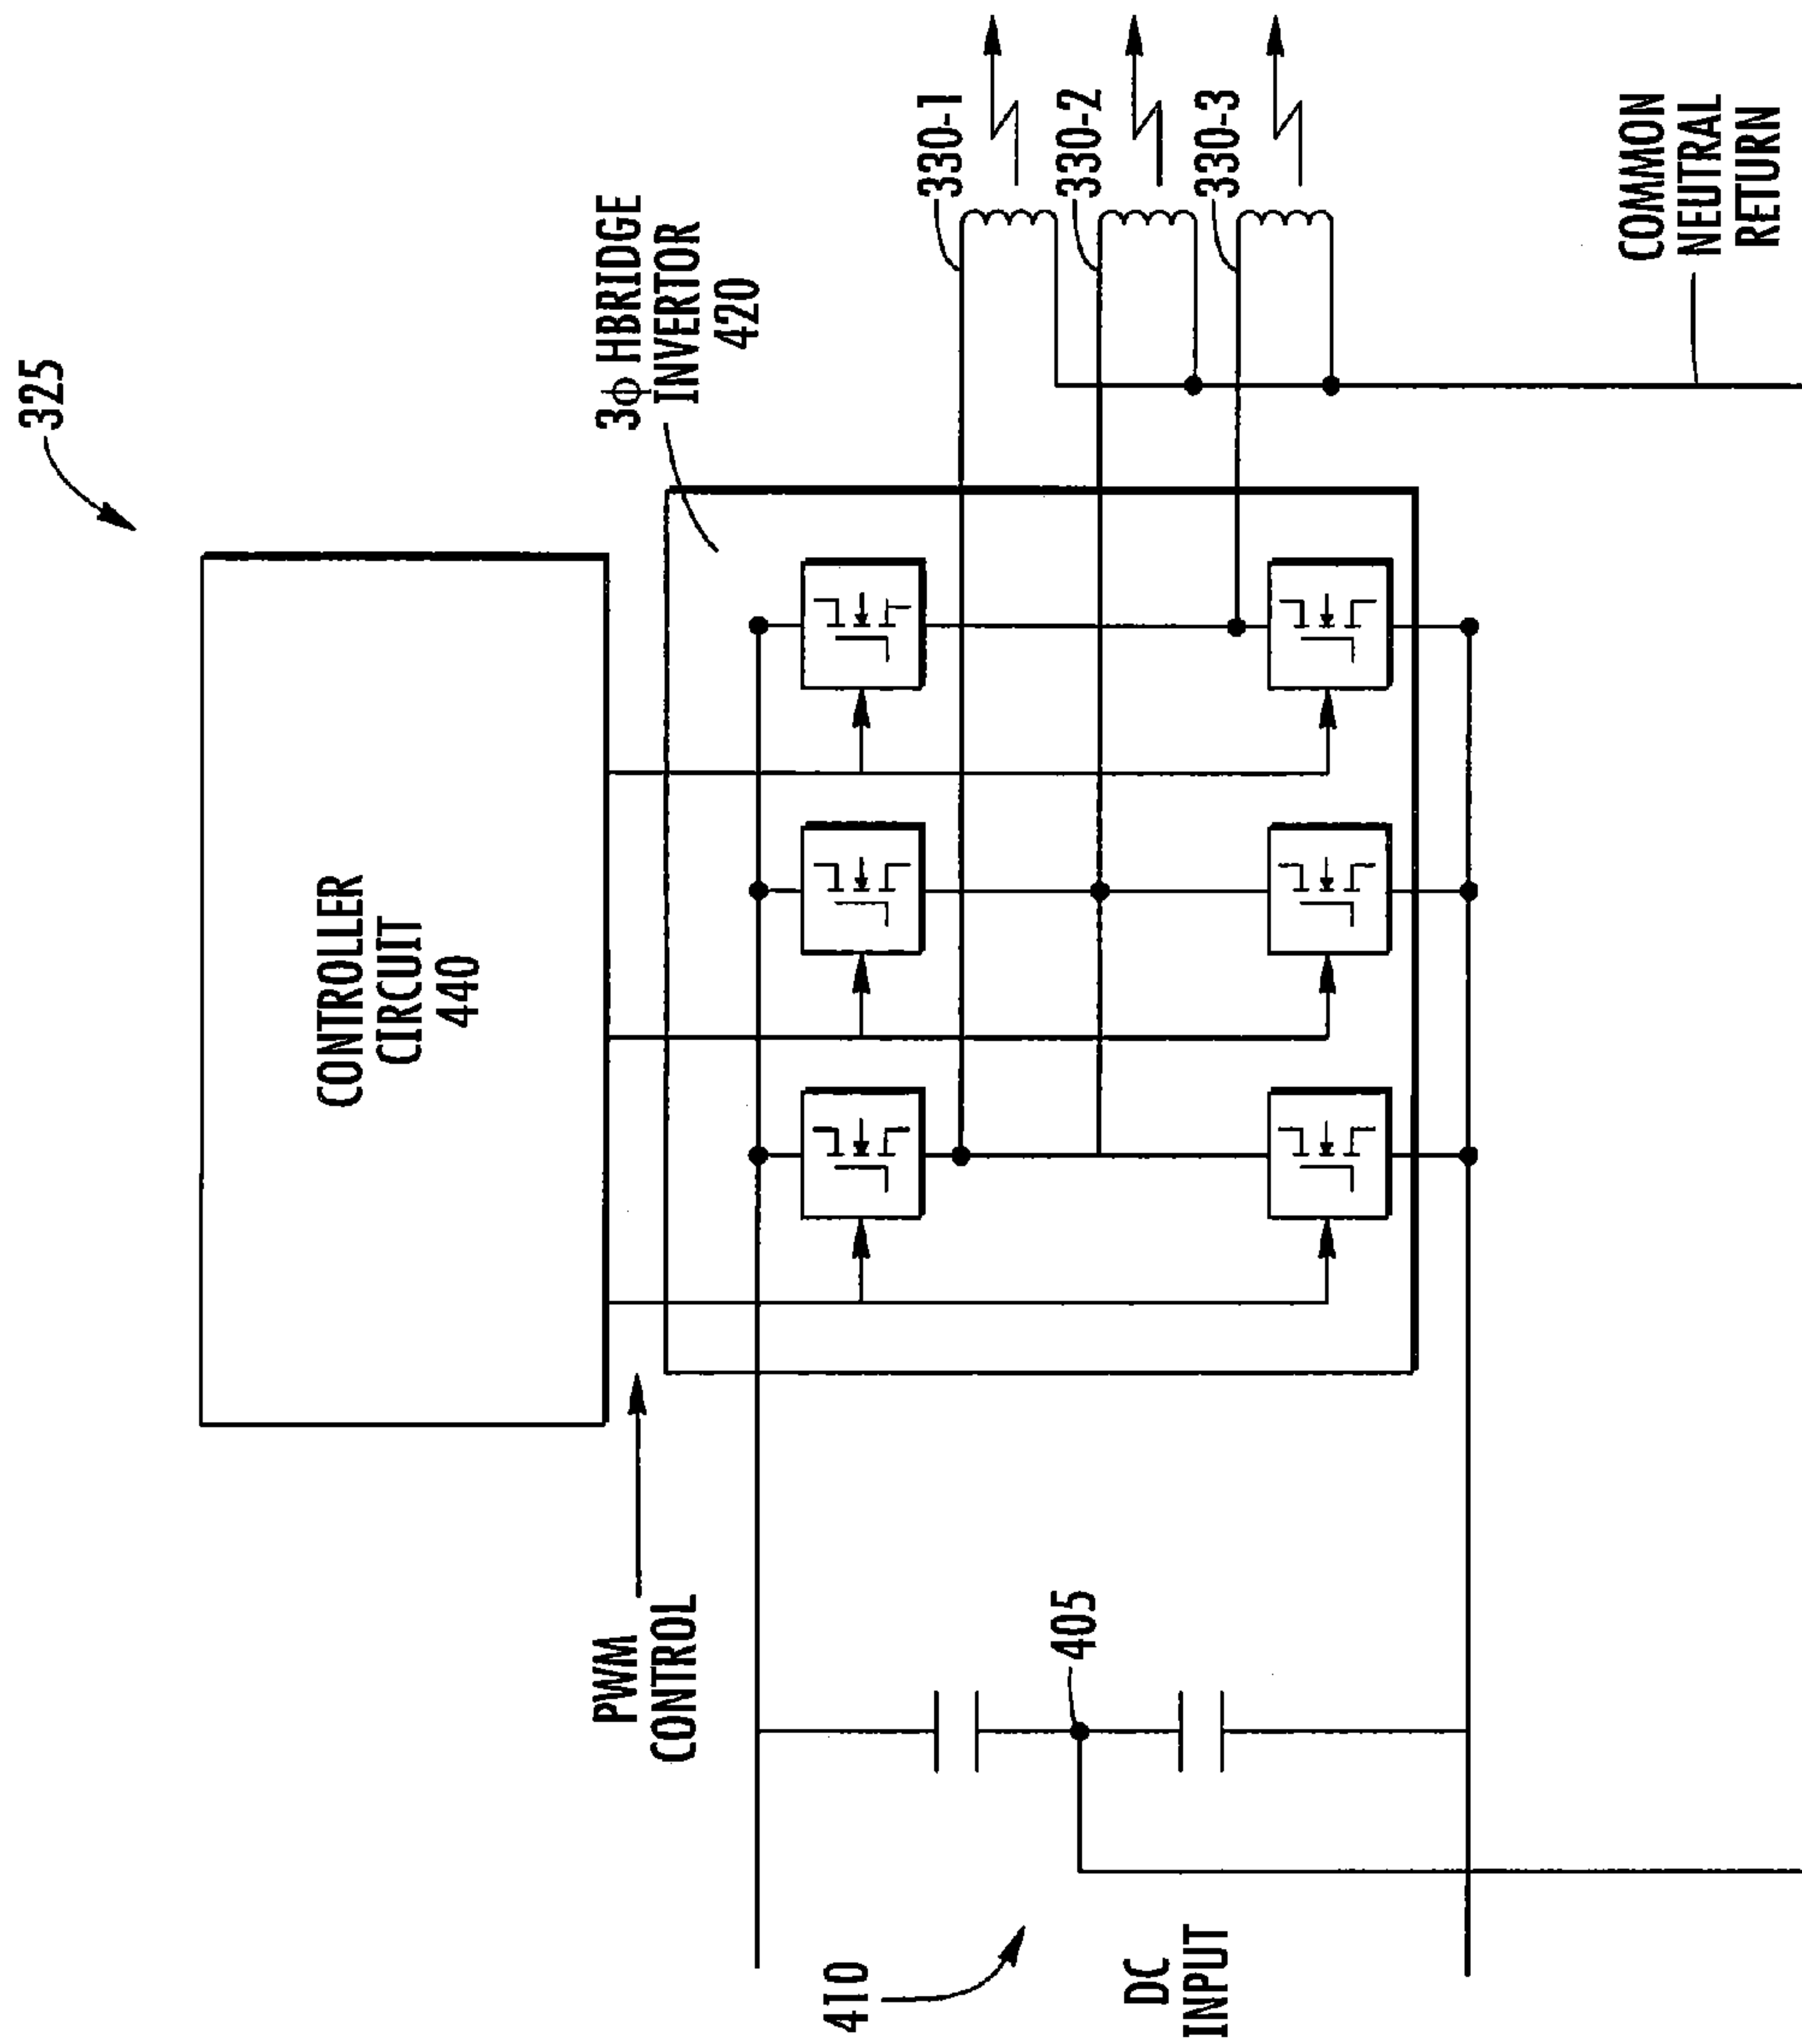 325
CONTROLLER
CIRCUIT
440
3ϕ HBRIDGE
INVERTOR
420
PWM
CONTROL
330-1
330-2
330-3
405
410
DC
INPUT
COMMON
NEUTRAL
RETURN